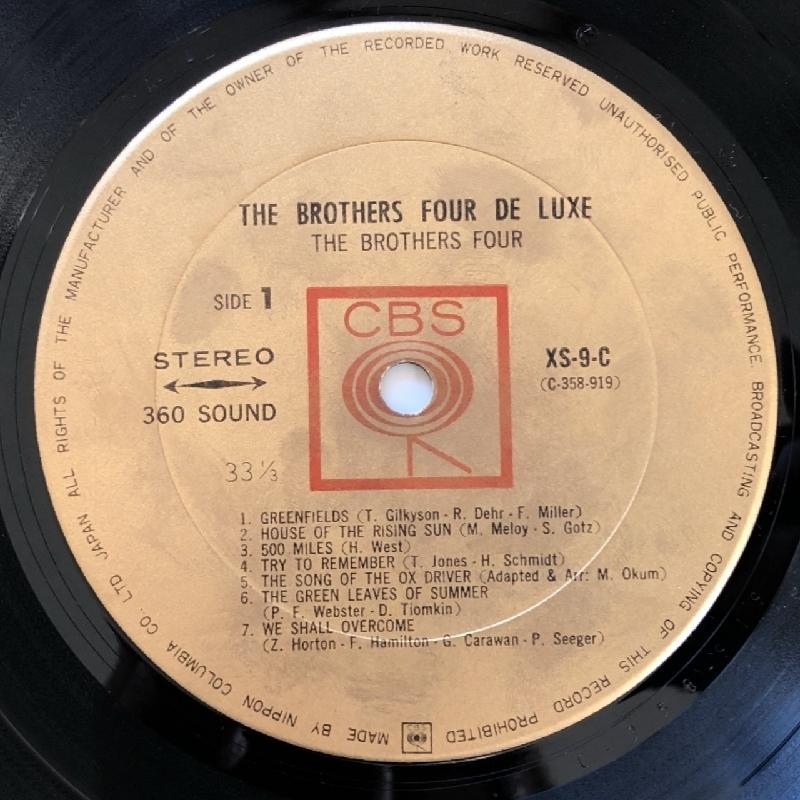 THE BROTHERS FOUR DE LUXE
THE BROTHERS FOUR
SIDE 1
CBS
STEREO
360 SOUND
XS-9-C
(C-358-919)
33 1/3
1. GREENFIELDS (T. Gilkyson - R. Dehr - F. Miller)
2. HOUSE OF THE RISING SUN (M. Meloy - S. Gotz)
3. 500 MILES (H. West)
4. TRY TO REMEMBER (T. Jones - H. Schmidt)
5. THE SONG OF THE OX DRIVER (Adapted & Arr: M. Okum)
6. THE GREEN LEAVES OF SUMMER
(P. F. Webster - D. Tiomkin)
7. WE SHALL OVERCOME
(Z. Horton - F. Hamilton - G. Carawan - P. Seeger)
MADE BY NIPPON COLUMBIA CO. LTD JAPAN ALL RIGHTS OF THE MANUFACTURER AND OF THE OWNER OF THE RECORDED WORK RESERVED UNAUTHORISED PUBLIC PERFORMANCE. BROADCASTING AND COPYING OF THIS RECORD PROHIBITED